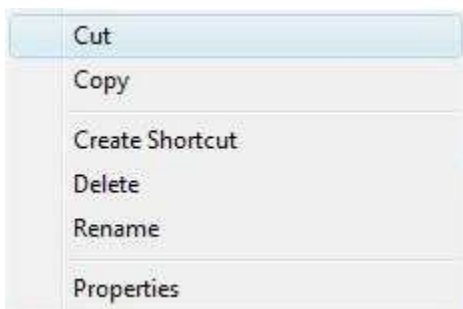 Cut
Copy
Create Shortcut
Delete
Rename
Properties